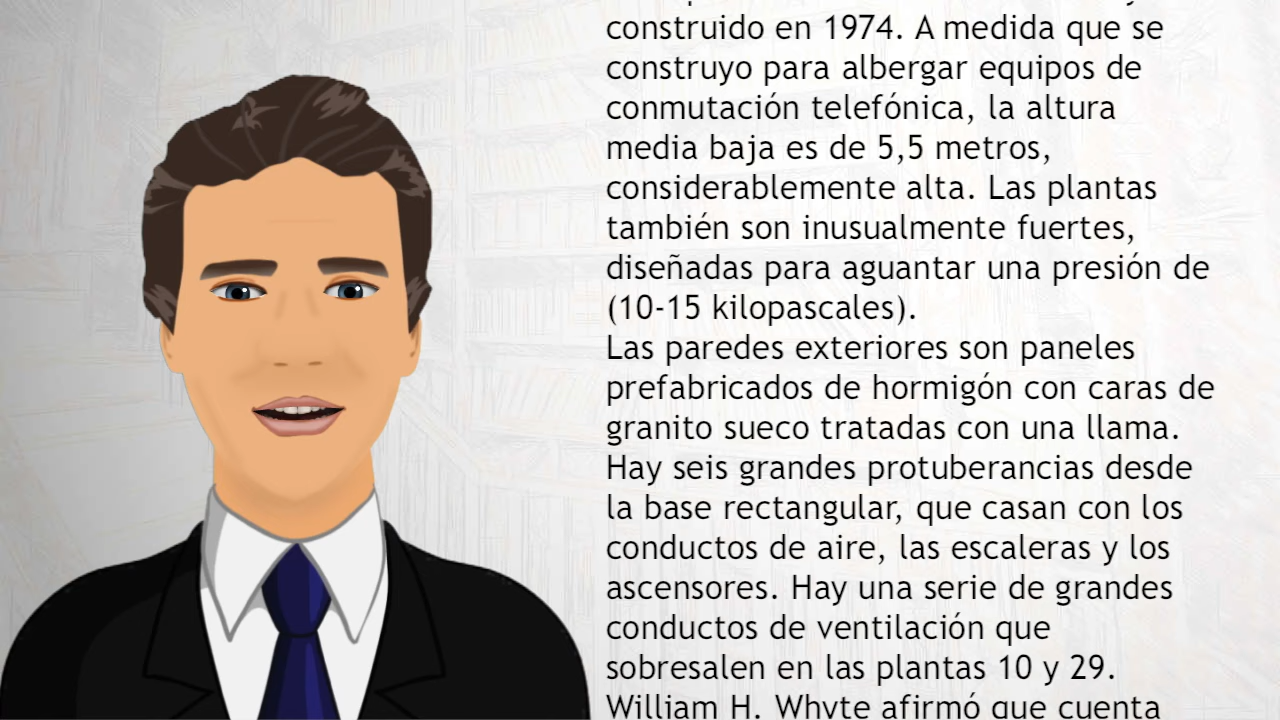 construido en 1974. A medida que se
construyo para albergar equipos de
conmutación telefónica, la altura
media baja es de 5,5 metros,
considerablemente alta. Las plantas
también son inusualmente fuertes,
diseñadas para aguantar una presión de
(10-15 kilopascales).
Las paredes exteriores son paneles
prefabricados de hormigón con caras de
granito sueco tratadas con una llama.
Hay seis grandes protuberancias desde
la base rectangular, que casan con los
conductos de aire, las escaleras y los
ascensores. Hay una serie de grandes
conductos de ventilación que
sobresalen en las plantas 10 y 29.
William H. Whyte afirmó que cuenta